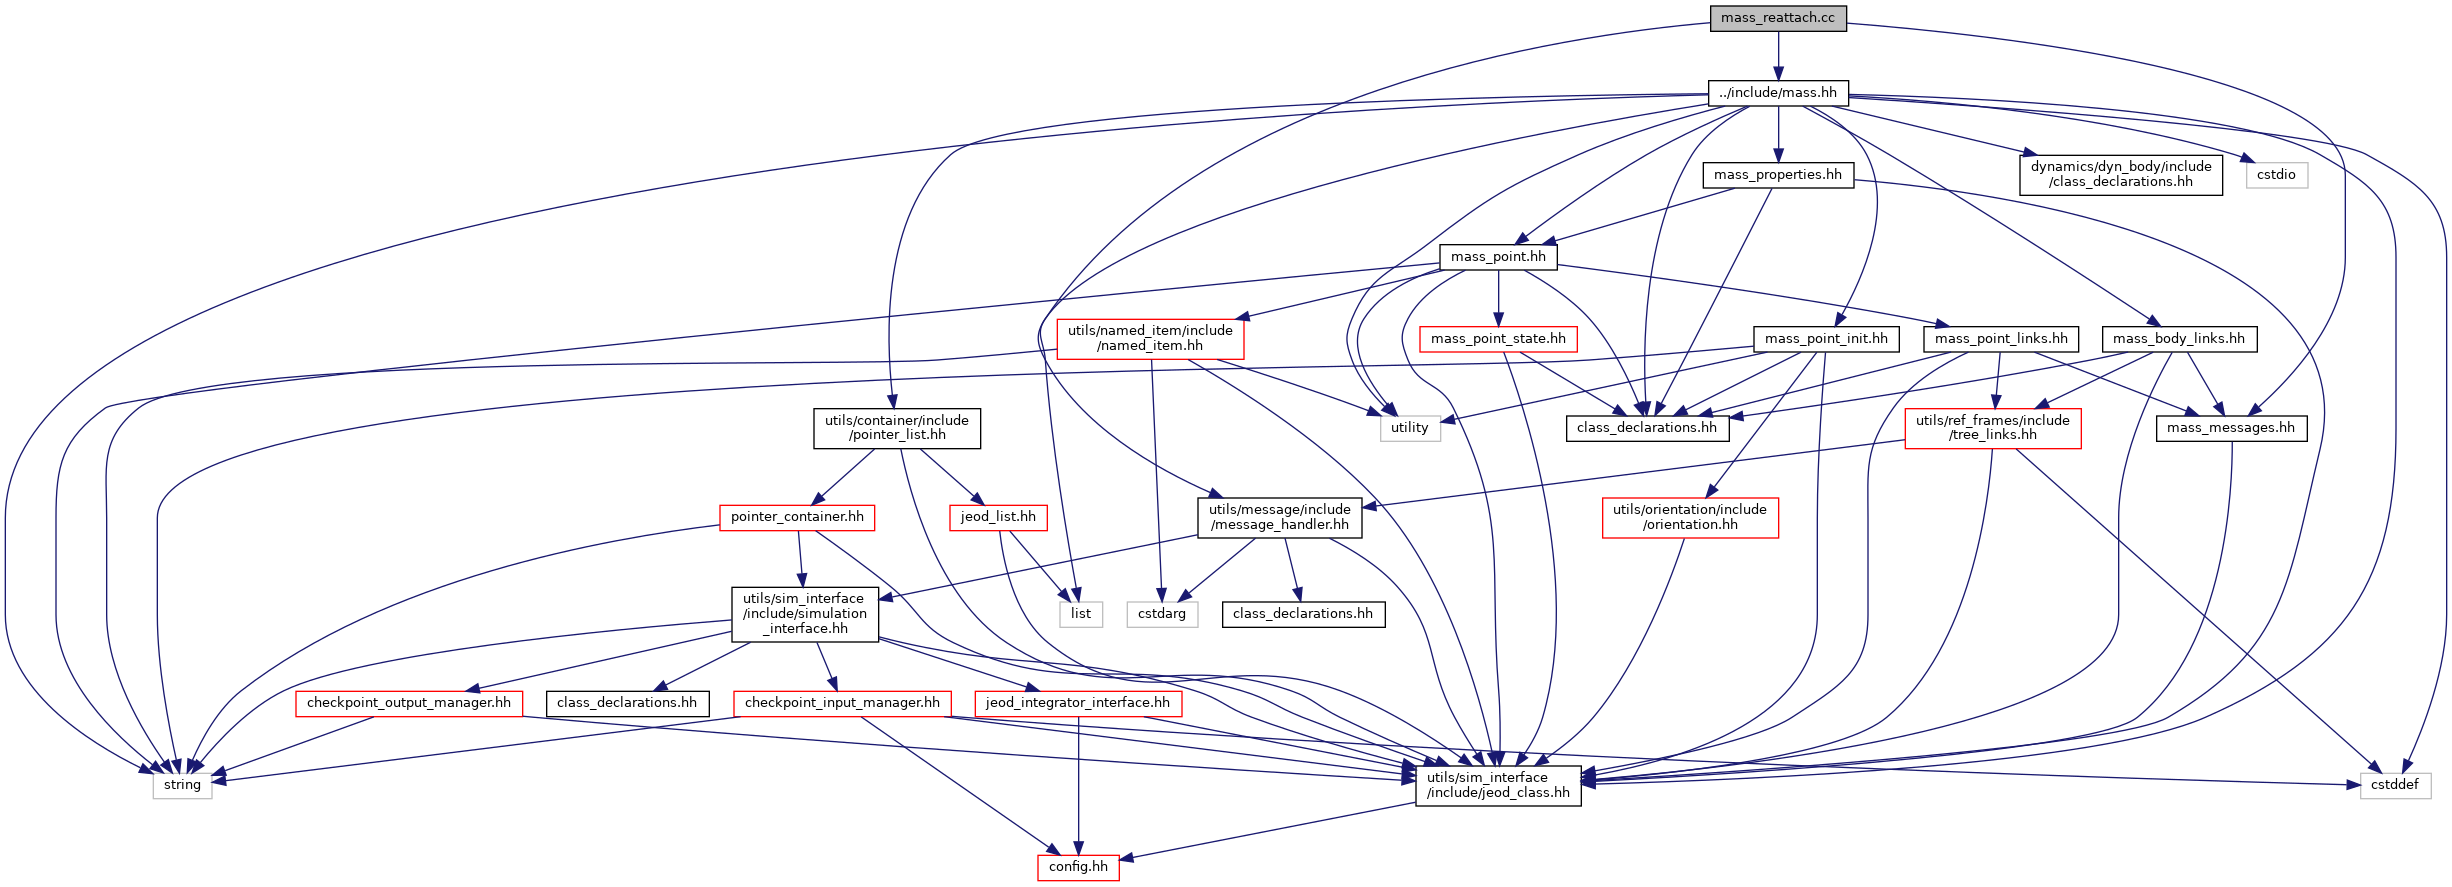 mass_reattach.cc
../include/mass.hh
mass_properties.hh
dynamics/dyn_body/include
/class_declarations.hh
cstdio
mass_point.hh
utils/named_item/include
/named_item.hh
mass_point_state.hh
mass_point_init.hh
mass_point_links.hh
mass_body_links.hh
utils/container/include
/pointer_list.hh
utility
class_declarations.hh
utils/ref_frames/include
/tree_links.hh
mass_messages.hh
pointer_container.hh
jeod_list.hh
utils/message/include
/message_handler.hh
utils/orientation/include
/orientation.hh
utils/sim_interface
/include/simulation
_interface.hh
list
cstdarg
class_declarations.hh
checkpoint_output_manager.hh
class_declarations.hh
checkpoint_input_manager.hh
jeod_integrator_interface.hh
string
utils/sim_interface
/include/jeod_class.hh
cstddef
config.hh